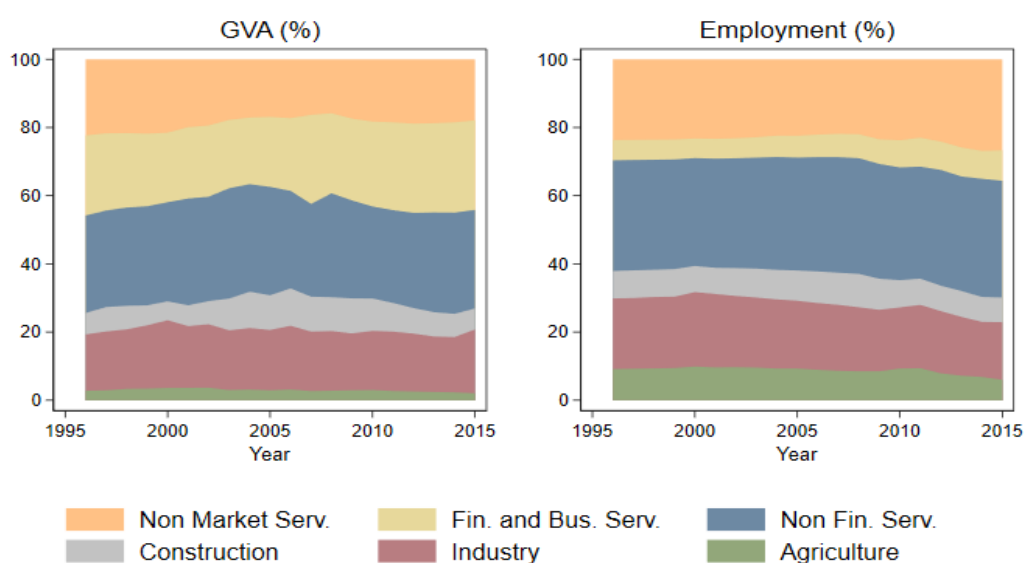 GVA (%)
Employment (%)
100
80
60
40
20
0
1995 2000 2005 2010 2015
Year
100
80
60
40
20
0
1995 2000 2005 2010 2015
Year
Non Market Serv. Fin. and Bus. Serv. Non Fin. Serv.
Construction Industry Agriculture